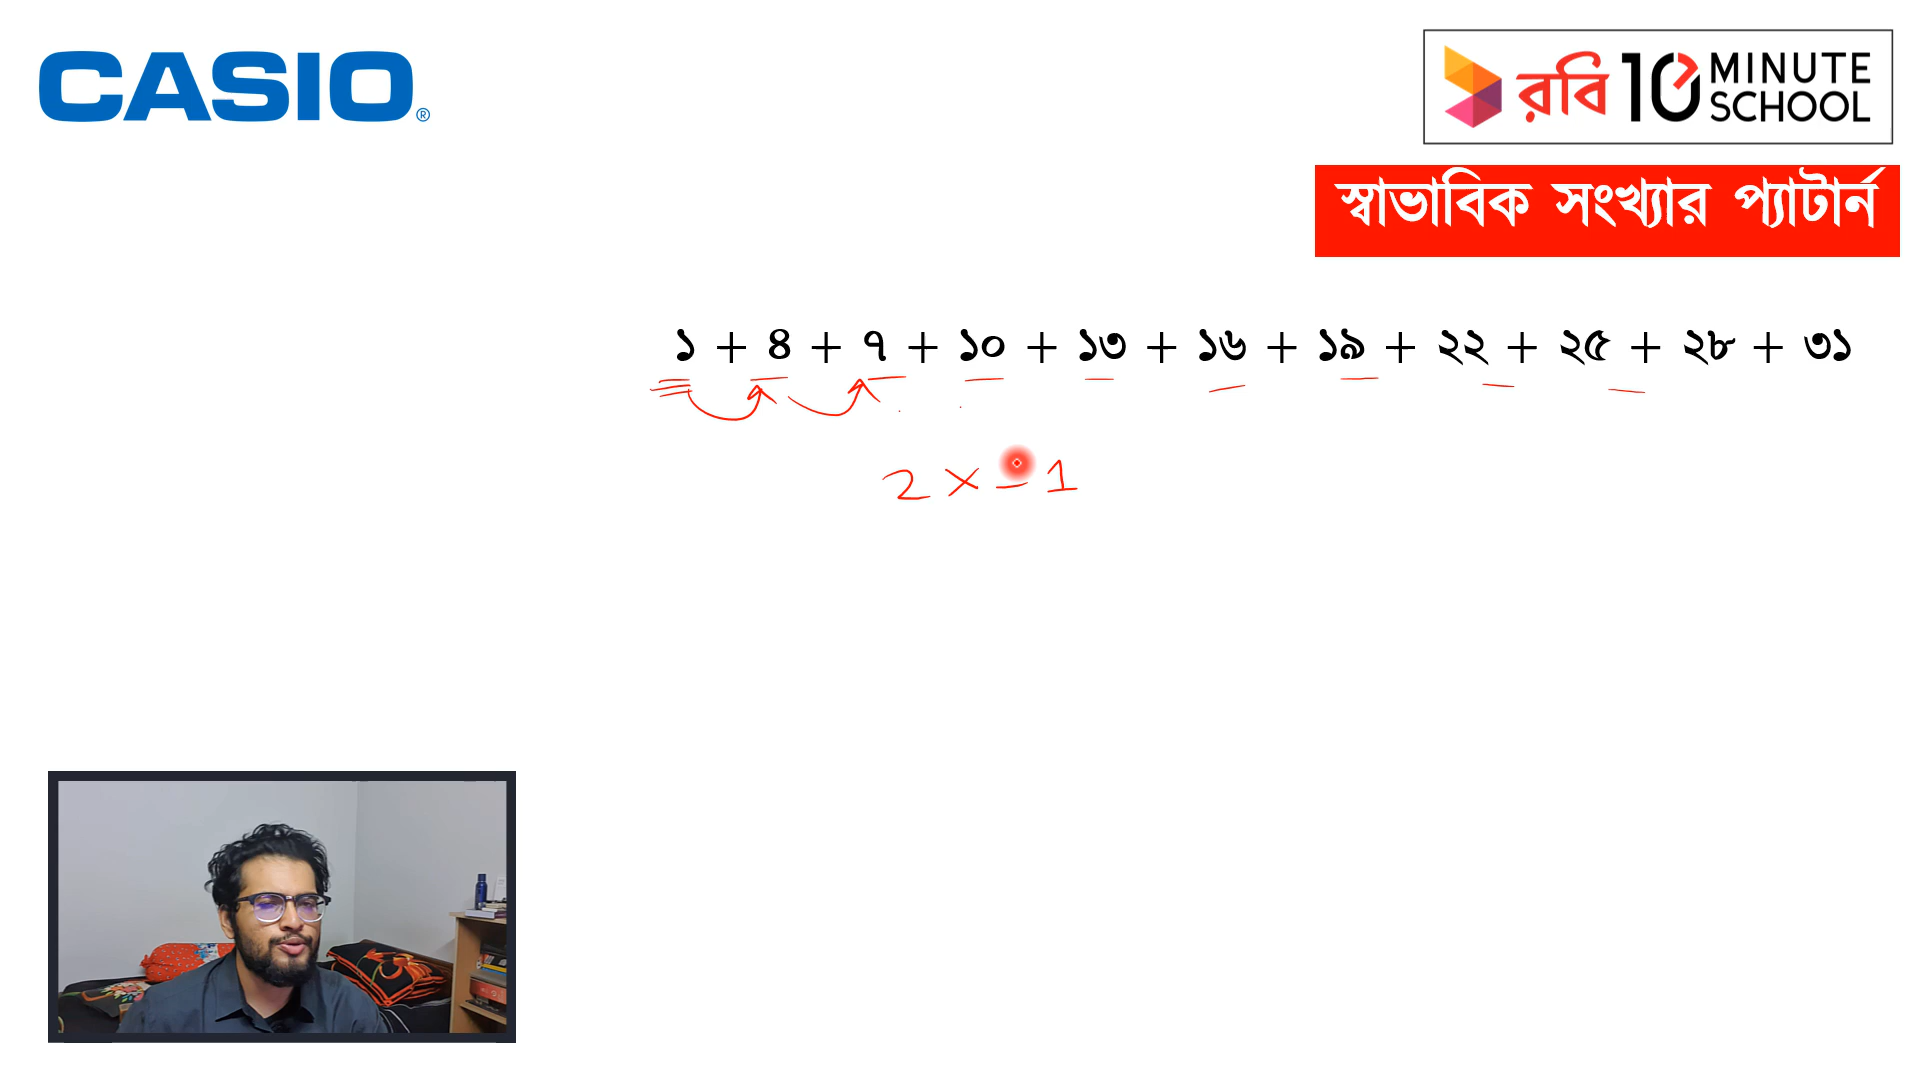 CASIO®
রবি 10 MINUTE SCHOOL
স্বাভাবিক সংখ্যার প্যাটার্ন
১ + ৪ + ৭ + ১০ + ১৩ + ১৬ + ১৯ + ২২ + ২৫ + ২৮ + ৩১
2 x - 1